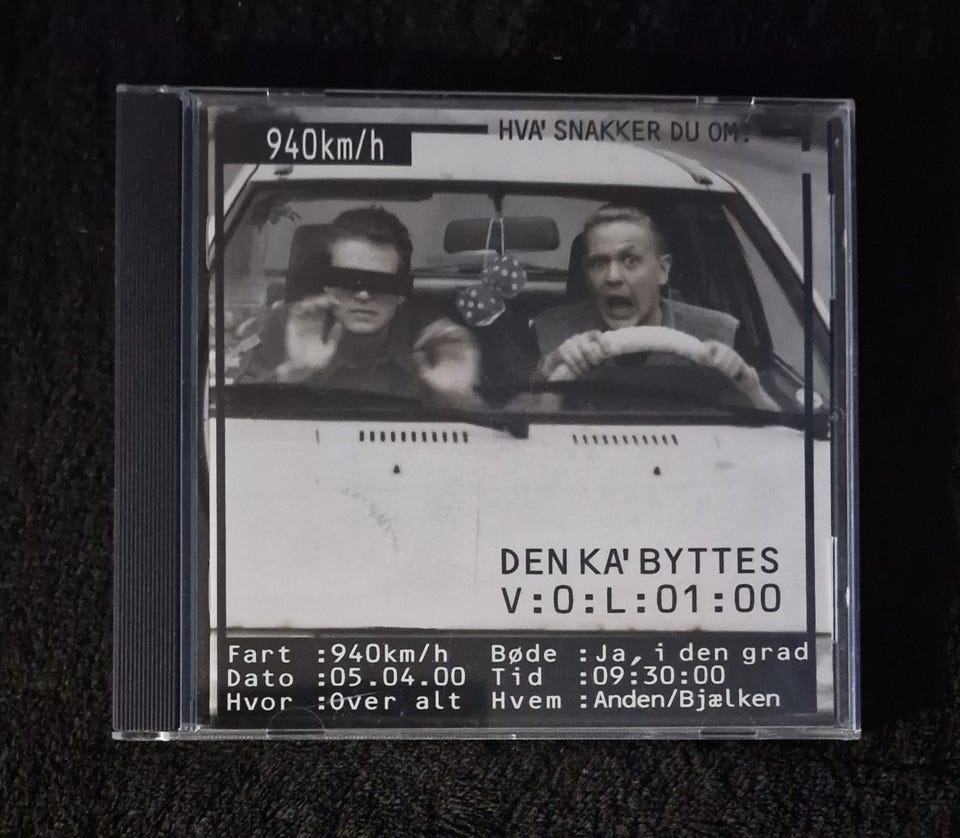 940km/h
HVA' SNAKKER DU OM!
DEN KA' BYTTES
V:O:L:01:00
Fart :940km/h Bøde :Ja, i den grad
Dato :05.04.00 Tid :09:30:00
Hvor :Over alt Hvem :Anden/Bjælken